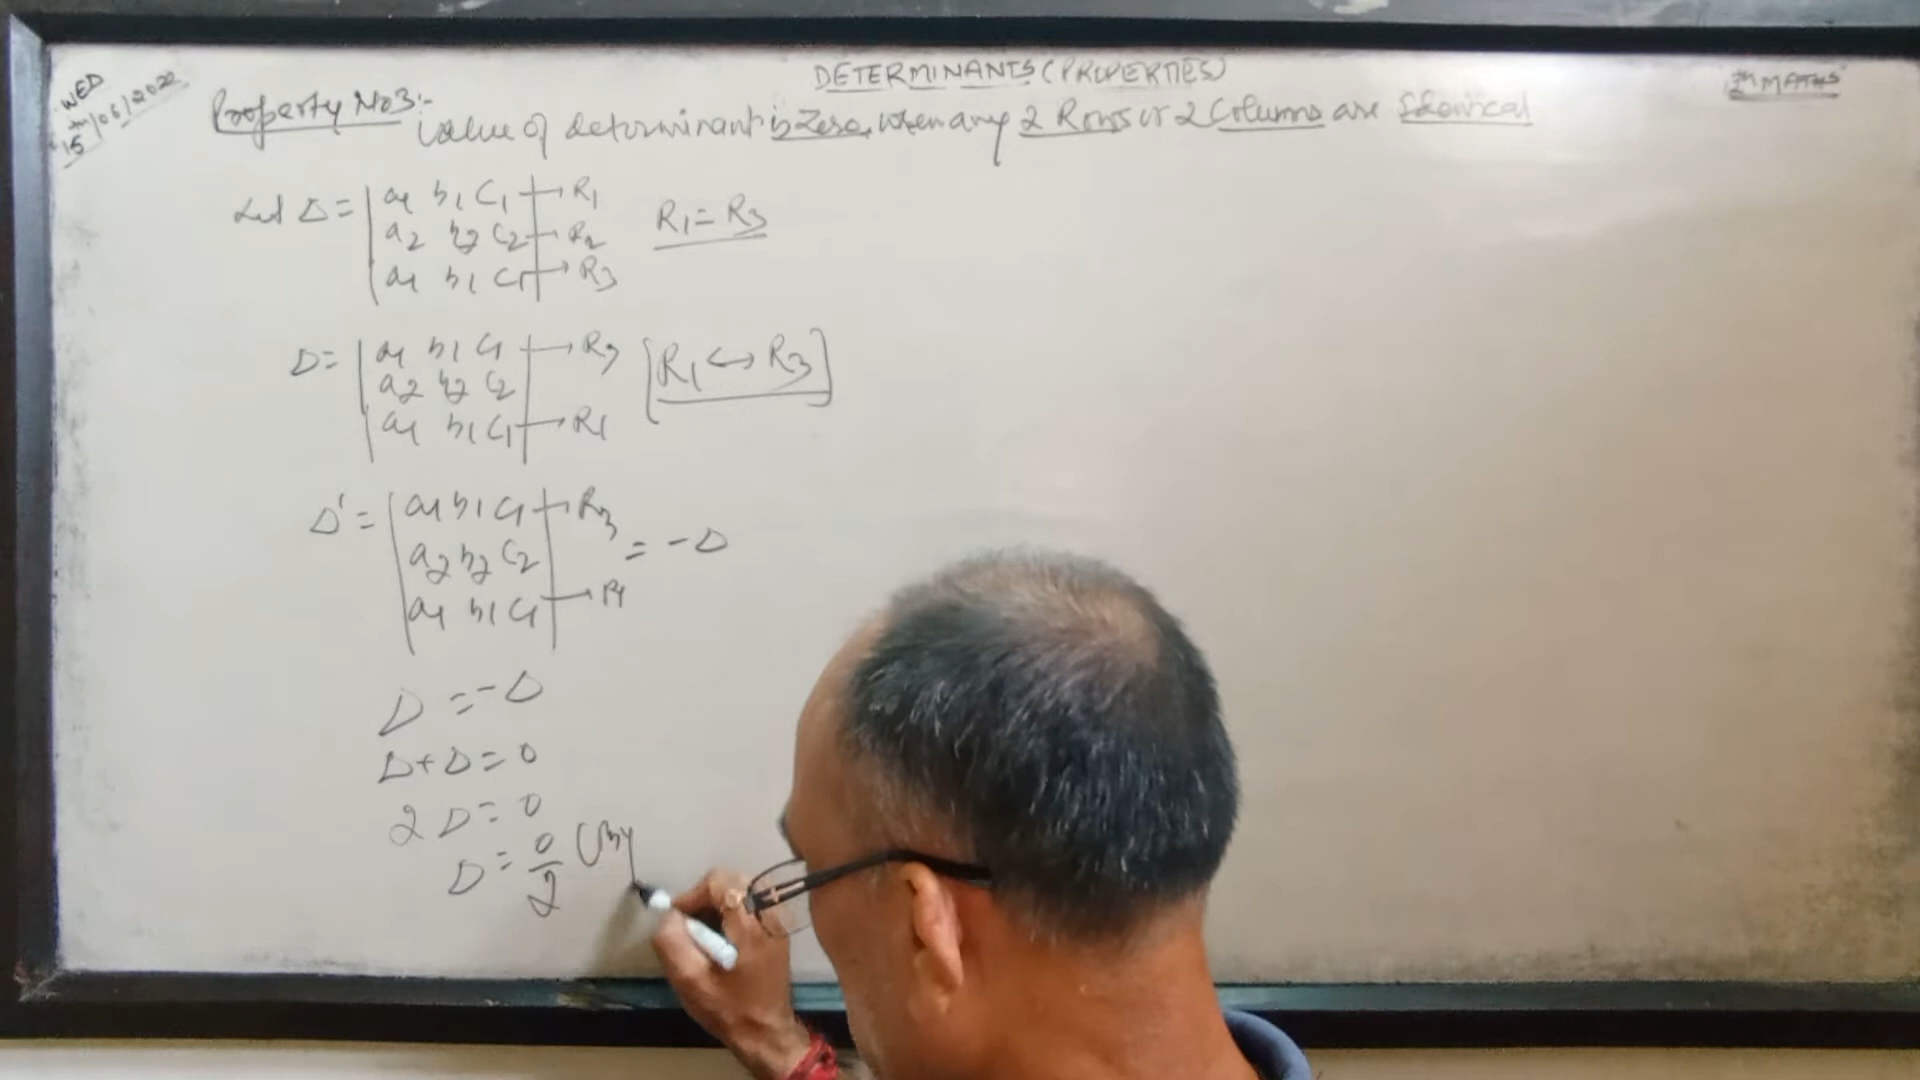 DETERMINANTS (PROPERTIES)
WED
15th/06/2022
Property No3:- Value of determinant is Zero, when any 2 Rows or 2 Columns are Identical
Let Δ = | a1 b1 c1 | → R1
| a2 b2 c2 | → R2
| a1 b1 c1 | → R3
R1 = R3
Δ = | a1 b1 c1 | → R3
| a2 b2 c2 |
| a1 b1 c1 | → R1
[R1 ↔ R3]
Δ' = | a1 b1 c1 | → R3
| a2 b2 c2 |
| a1 b1 c1 | → R1
= -Δ
Δ = -Δ
Δ + Δ = 0
2Δ = 0
Δ = 0/2 (By